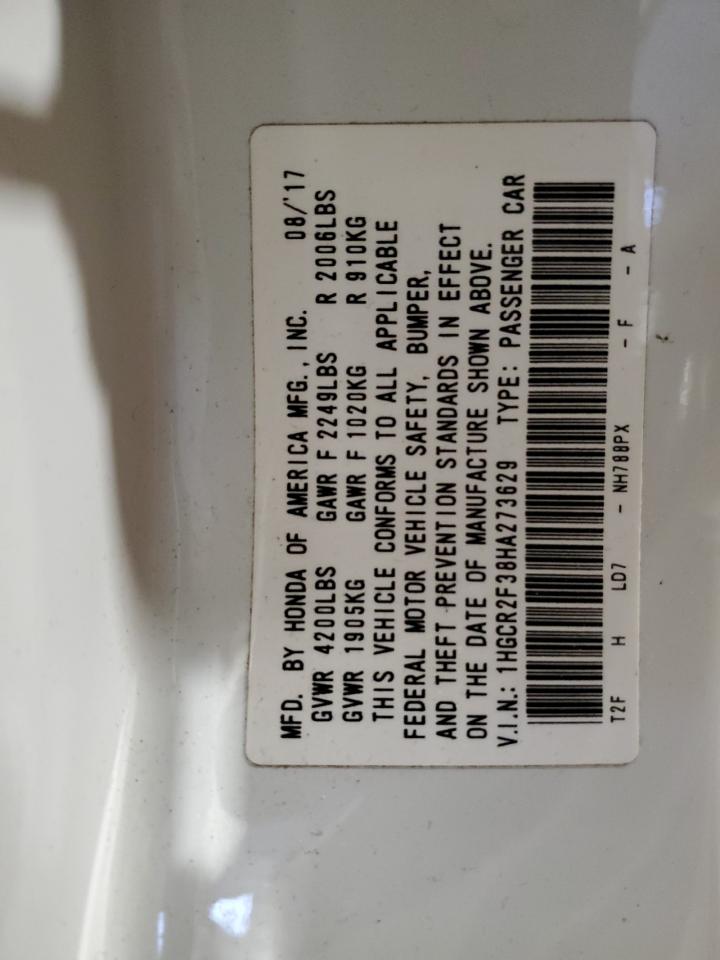 MFD. BY HONDA OF AMERICA MFG., INC. 08/'17
GVWR 4200LBS GAWR F 2249LBS R 2006LBS
GVWR 1905KG GAWR F 1020KG R 910KG
THIS VEHICLE CONFORMS TO ALL APPLICABLE
FEDERAL MOTOR VEHICLE SAFETY, BUMPER,
AND THEFT PREVENTION STANDARDS IN EFFECT
ON THE DATE OF MANUFACTURE SHOWN ABOVE.
V.I.N.: 1HGCR2F38HA273629 TYPE: PASSENGER CAR
T2F H LD7 - NH788PX - F - A